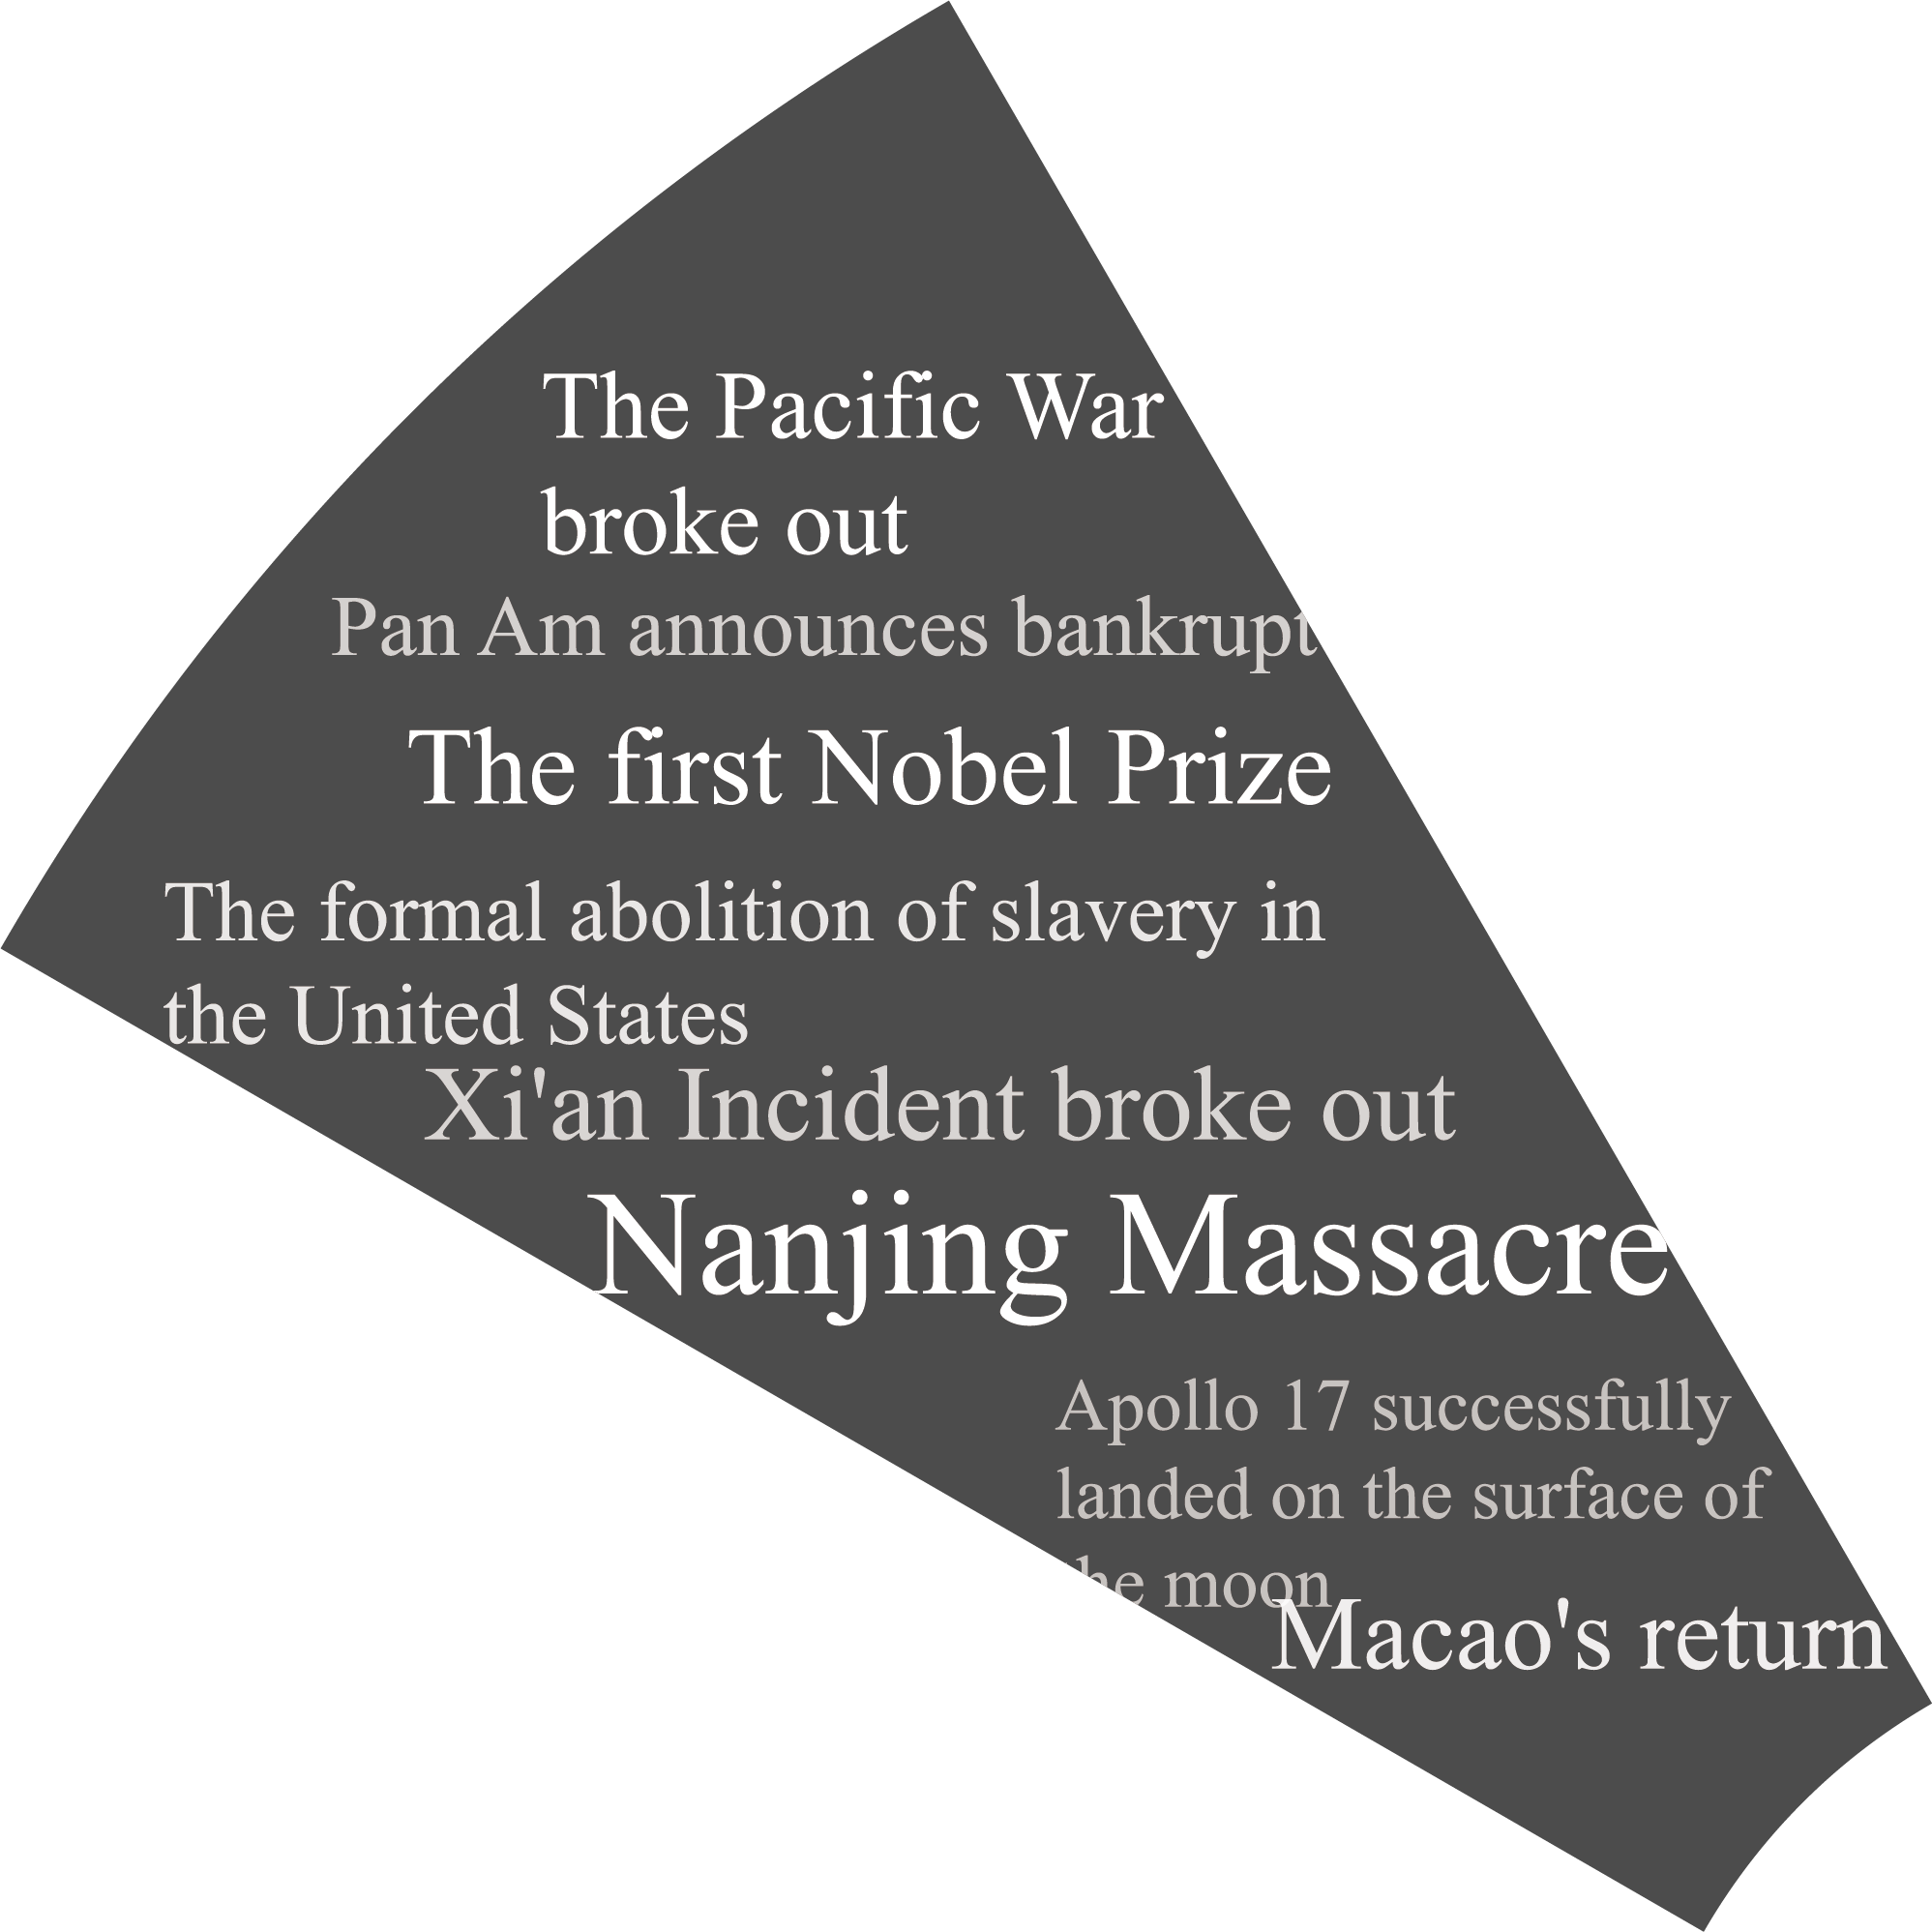 The Pacific War
broke out
Pan Am announces bankrupt
The first Nobel Prize
The formal abolition of slavery in
the United States
Xi'an Incident broke out
Nanjing Massacre
Apollo 17 successfully
landed on the surface of
he moon
Macao's return